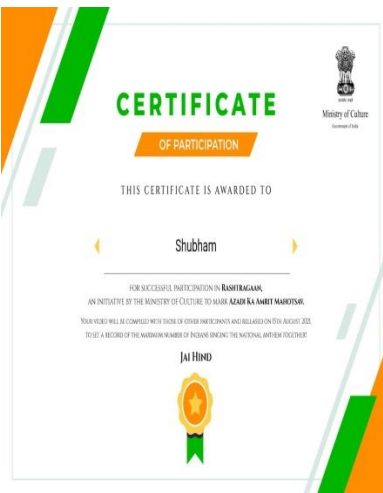 CERTIFICATE
OF PARTICIPATION
Ministry of Culture
Government of India
THIS CERTIFICATE IS AWARDED TO
Shubham
FOR SUCCESSFUL PARTICIPATION IN RASHTRAGAAN,
AN INITIATIVE BY THE MINISTRY OF CULTURE TO MARK AZADI KA AMRIT MAHOTSAV.
YOUR VIDEO WILL BE COMPILED WITH THOSE OF OTHER PARTICIPANTS AND RELEASED ON 15TH AUGUST 2021,
TO SET A RECORD OF THE MAXIMUM NUMBER OF INDIANS SINGING THE NATIONAL ANTHEM TOGETHER!
JAI HIND